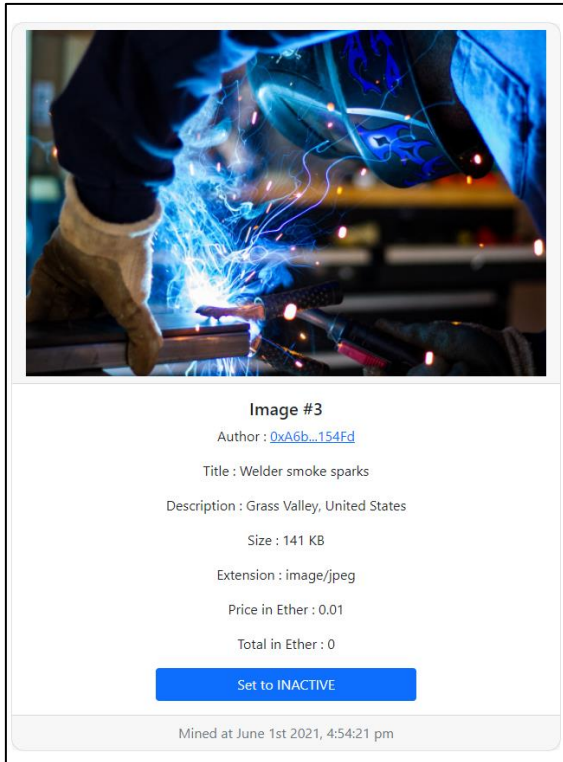 Image #3
Author : 0xA6b...154Fd
Title : Welder smoke sparks
Description : Grass Valley, United States
Size : 141 KB
Extension : image/jpeg
Price in Ether : 0.01
Total in Ether : 0
Set to INACTIVE
Mined at June 1st 2021, 4:54:21 pm